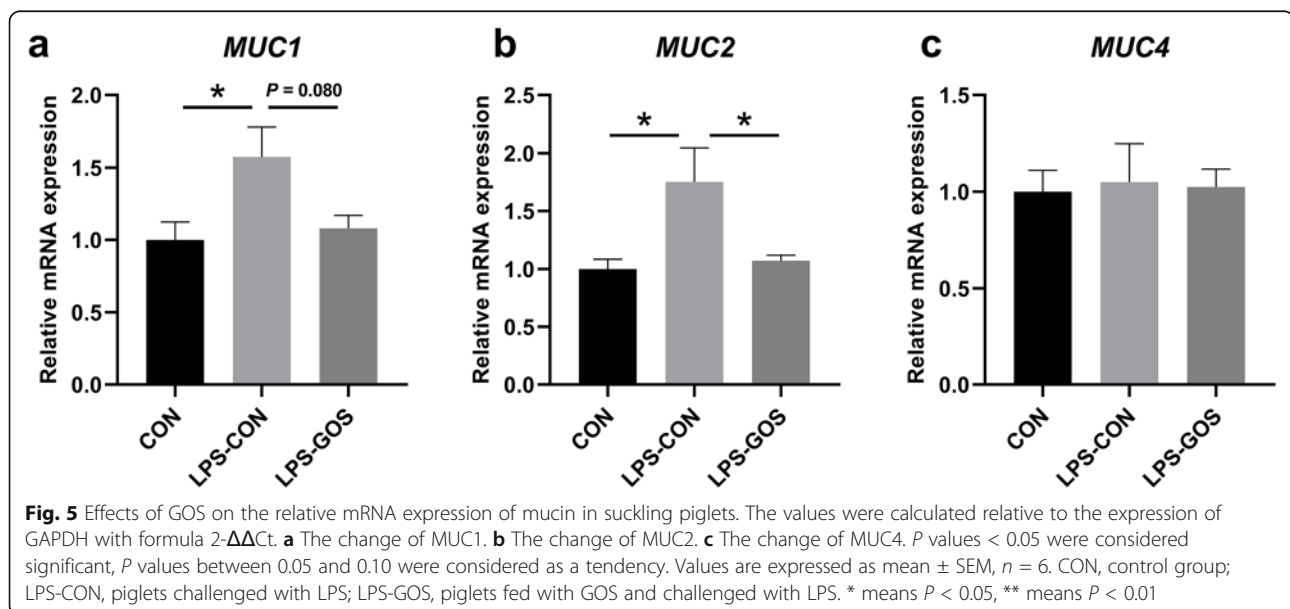 a MUC1
Relative mRNA expression
2.0
1.5
1.0
0.5
0.0
*
P = 0.080
CON
LPS-CON
LPS-GOS
b MUC2
Relative mRNA expression
2.5
2.0
1.5
1.0
0.5
0.0
*
*
CON
LPS-CON
LPS-GOS
c MUC4
Relative mRNA expression
1.5
1.0
0.5
0.0
CON
LPS-CON
LPS-GOS
Fig. 5 Effects of GOS on the relative mRNA expression of mucin in suckling piglets. The values were calculated relative to the expression of
GAPDH with formula 2-ΔΔCt. a The change of MUC1. b The change of MUC2. c The change of MUC4. P values < 0.05 were considered
significant, P values between 0.05 and 0.10 were considered as a tendency. Values are expressed as mean ± SEM, n = 6. CON, control group;
LPS-CON, piglets challenged with LPS; LPS-GOS, piglets fed with GOS and challenged with LPS. * means P < 0.05, ** means P < 0.01